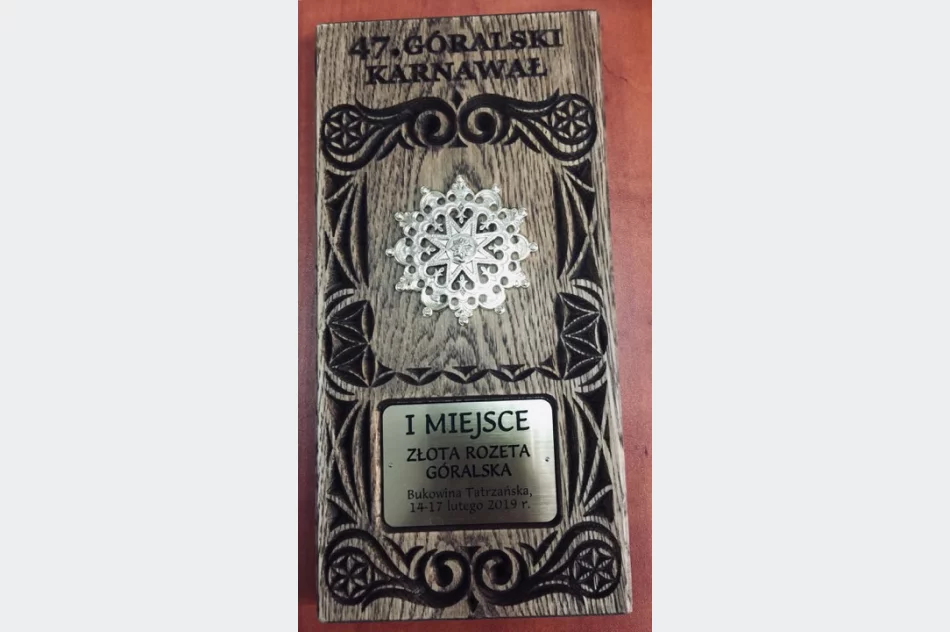 47. GÓRALSKI
KARNAWAŁ
I MIEJSCE
ZŁOTA ROZETA
GÓRALSKA
Bukowina Tatrzańska,
14-17 lutego 2019 r.